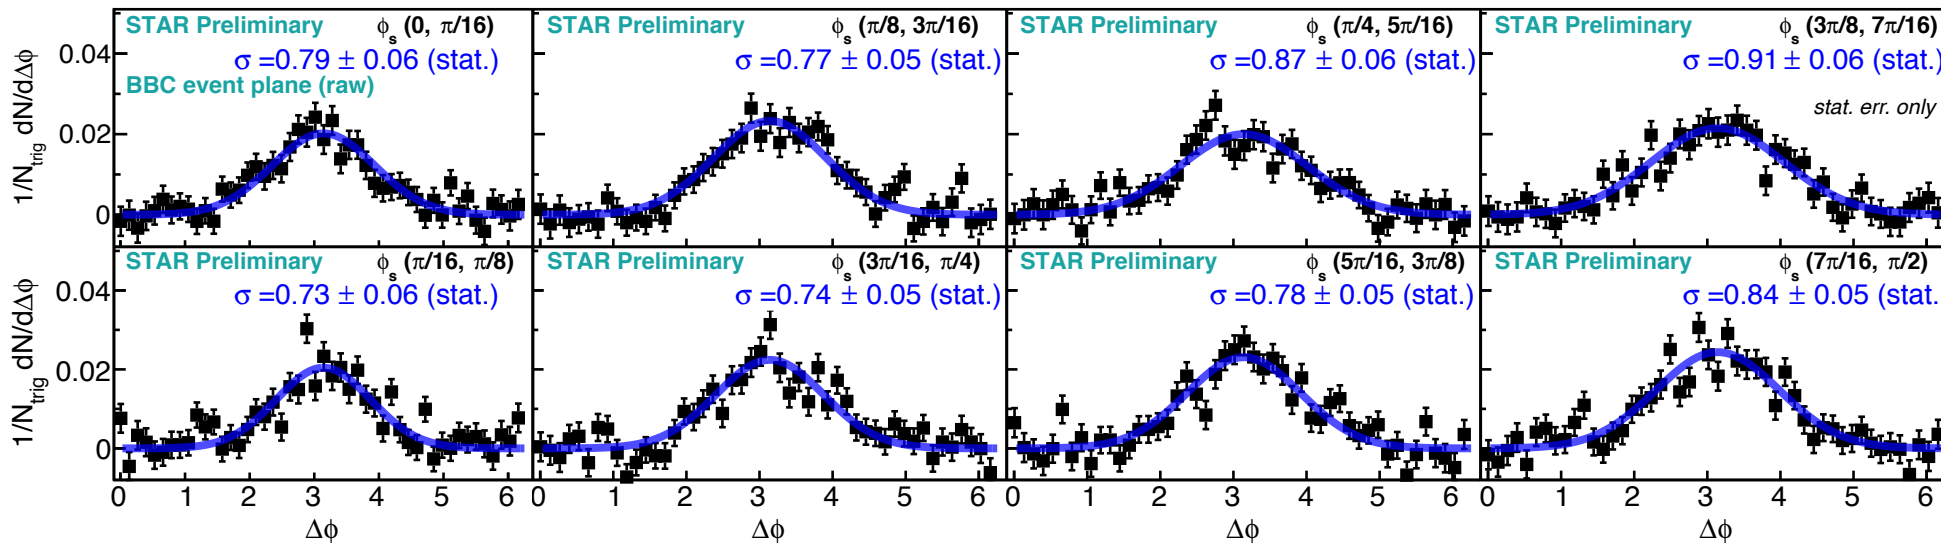 STAR Preliminary ϕs (0, π/16)
σ =0.79 ± 0.06 (stat.)
BBC event plane (raw)
STAR Preliminary ϕs (π/8, 3π/16)
σ =0.77 ± 0.05 (stat.)
STAR Preliminary ϕs (π/4, 5π/16)
σ =0.87 ± 0.06 (stat.)
STAR Preliminary ϕs (3π/8, 7π/16)
σ =0.91 ± 0.06 (stat.)
stat. err. only
1/Ntrig dN/dΔϕ
0.04
0.02
0
STAR Preliminary ϕs (π/16, π/8)
σ =0.73 ± 0.06 (stat.)
STAR Preliminary ϕs (3π/16, π/4)
σ =0.74 ± 0.05 (stat.)
STAR Preliminary ϕs (5π/16, 3π/8)
σ =0.78 ± 0.05 (stat.)
STAR Preliminary ϕs (7π/16, π/2)
σ =0.84 ± 0.05 (stat.
1/Ntrig dN/dΔϕ
0.04
0.02
0
0 1 2 3 4 5 6
0 1 2 3 4 5 6
0 1 2 3 4 5 6
0 1 2 3 4 5 6
Δϕ
Δϕ
Δϕ
Δϕ